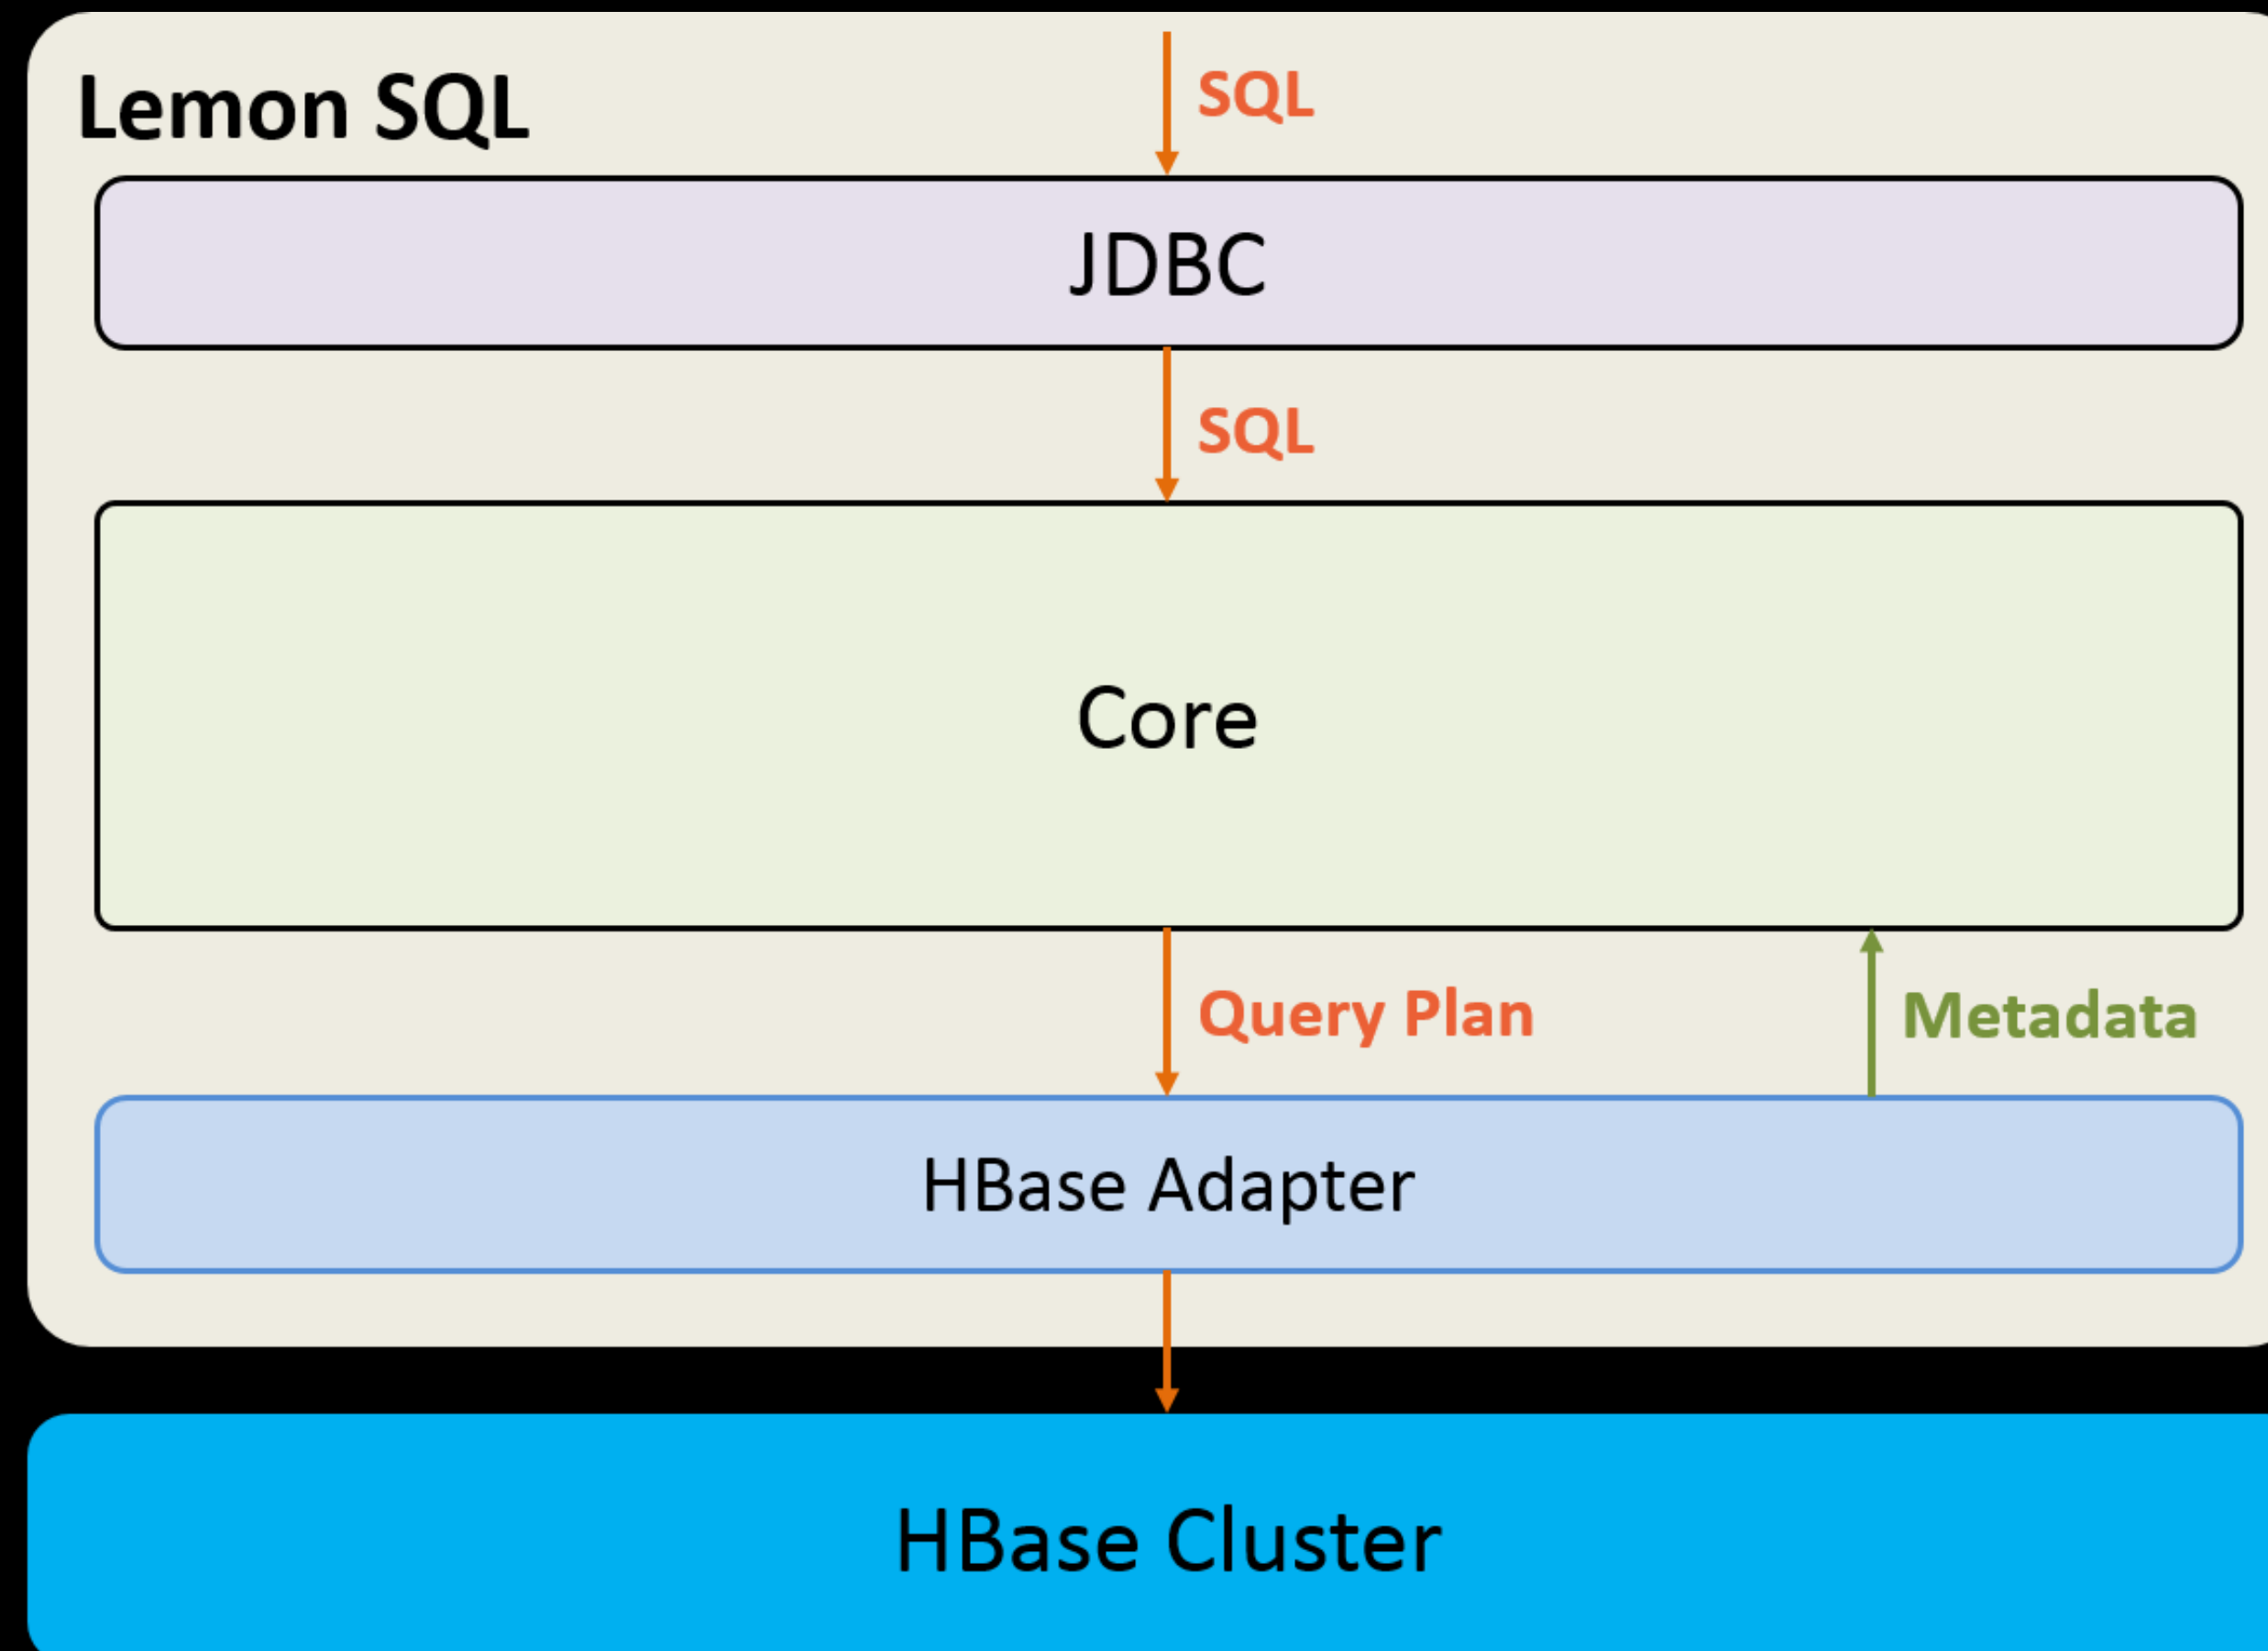 Lemon SQL
SQL
JDBC
SQL
Core
Query Plan
Metadata
HBase Adapter
HBase Cluster